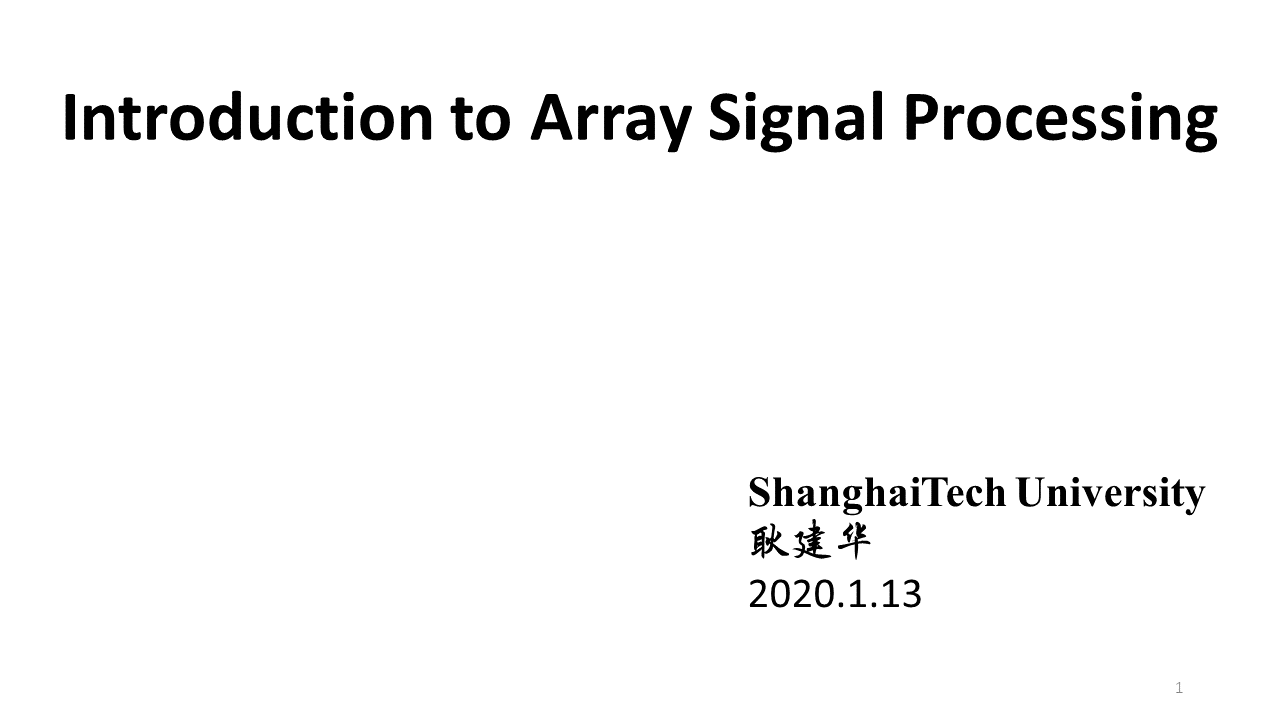 Introduction to Array Signal Processing
ShanghaiTech University
耿建华
2020.1.13
1